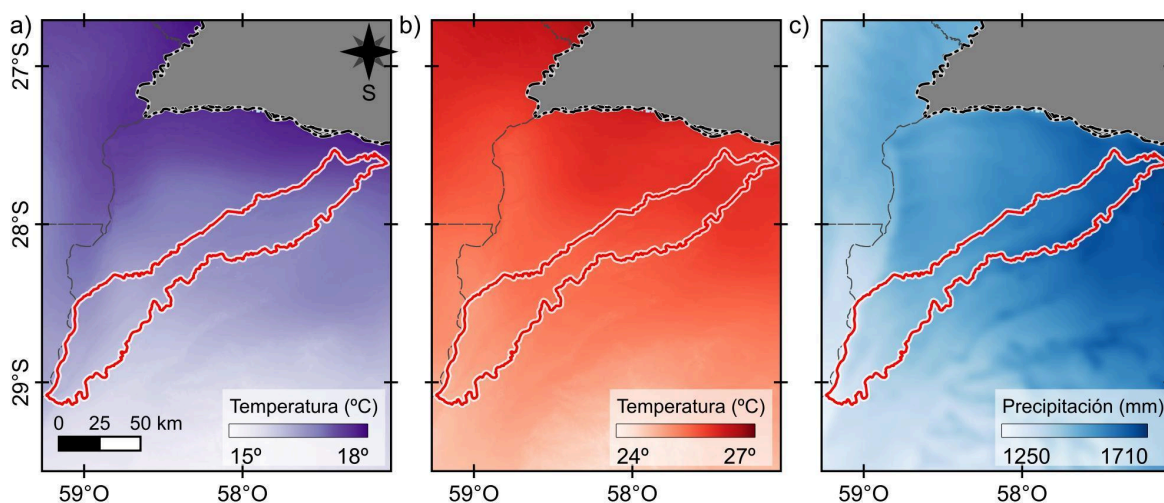 a)
b)
c)
27°S
28°S
29°S
S
0 25 50 km
Temperatura (ºC)
15º 18º
59°O 58°O
Temperatura (ºC)
24º 27º
59°O 58°O
Precipitación (mm)
1250 1710
59°O 58°O